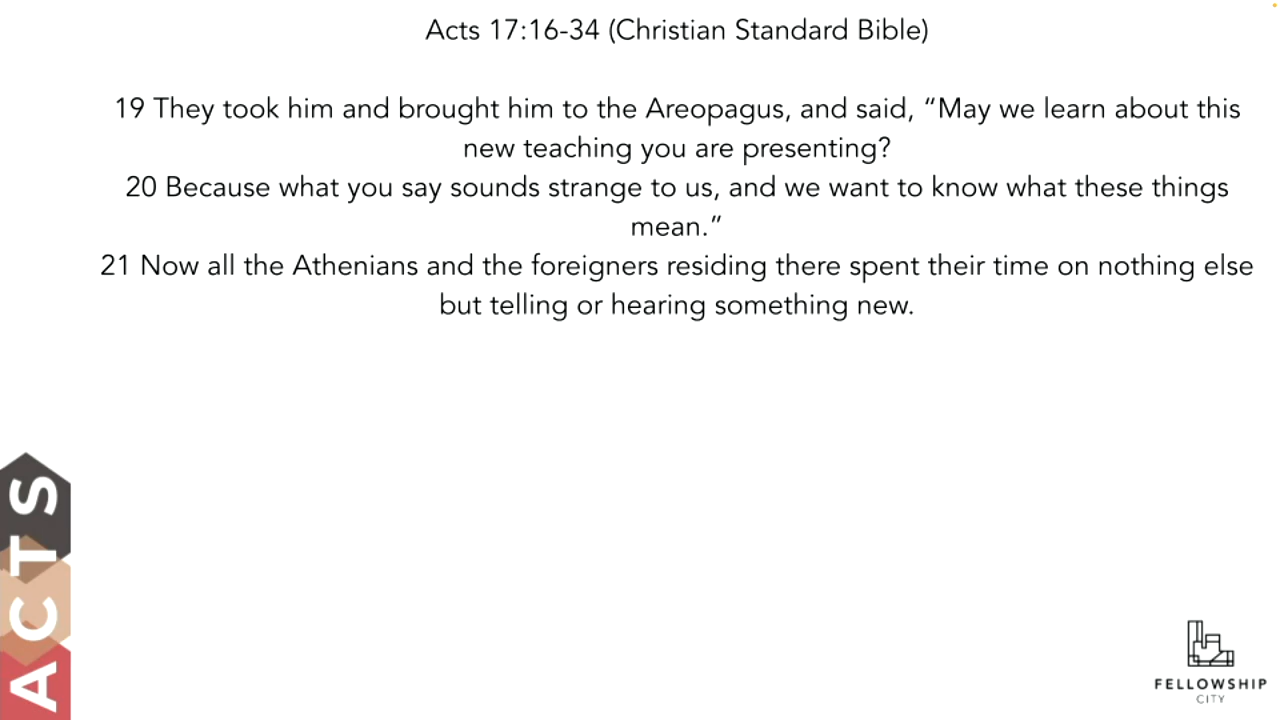 Acts 17:16-34 (Christian Standard Bible)
19 They took him and brought him to the Areopagus, and said, “May we learn about this
new teaching you are presenting?
20 Because what you say sounds strange to us, and we want to know what these things
mean.”
21 Now all the Athenians and the foreigners residing there spent their time on nothing else
but telling or hearing something new.
ACTS
FELLOWSHIP
CITY